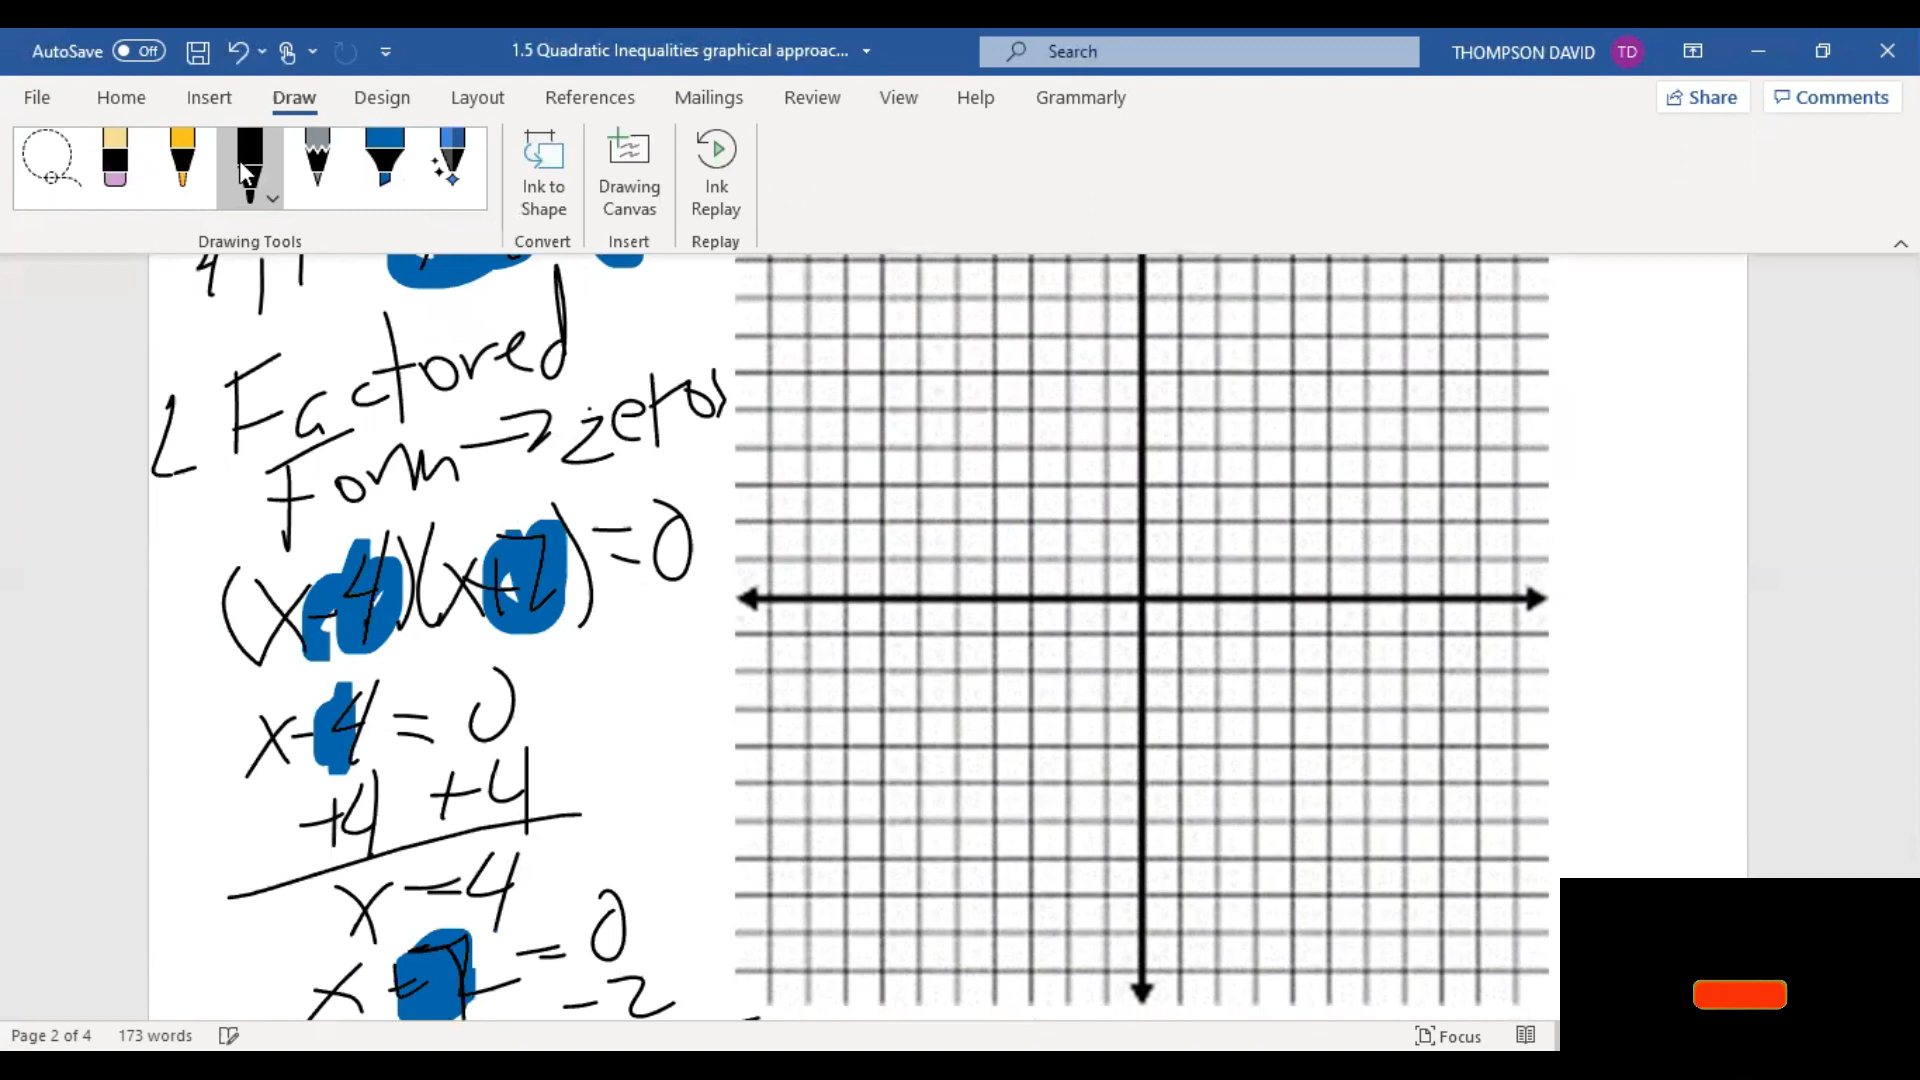 AutoSave Off 1.5 Quadratic Inequalities graphical approac... Search THOMPSON DAVID TD
File Home Insert Draw Design Layout References Mailings Review View Help Grammarly Share Comments
Ink to Shape Drawing Canvas Ink Replay
Drawing Tools Convert Insert Replay
Factored
Form → zeros
(x-4)(x+2)=0
x-4=0
+4 +4
x=4
= 0
-2
Page 2 of 4 173 words Focus